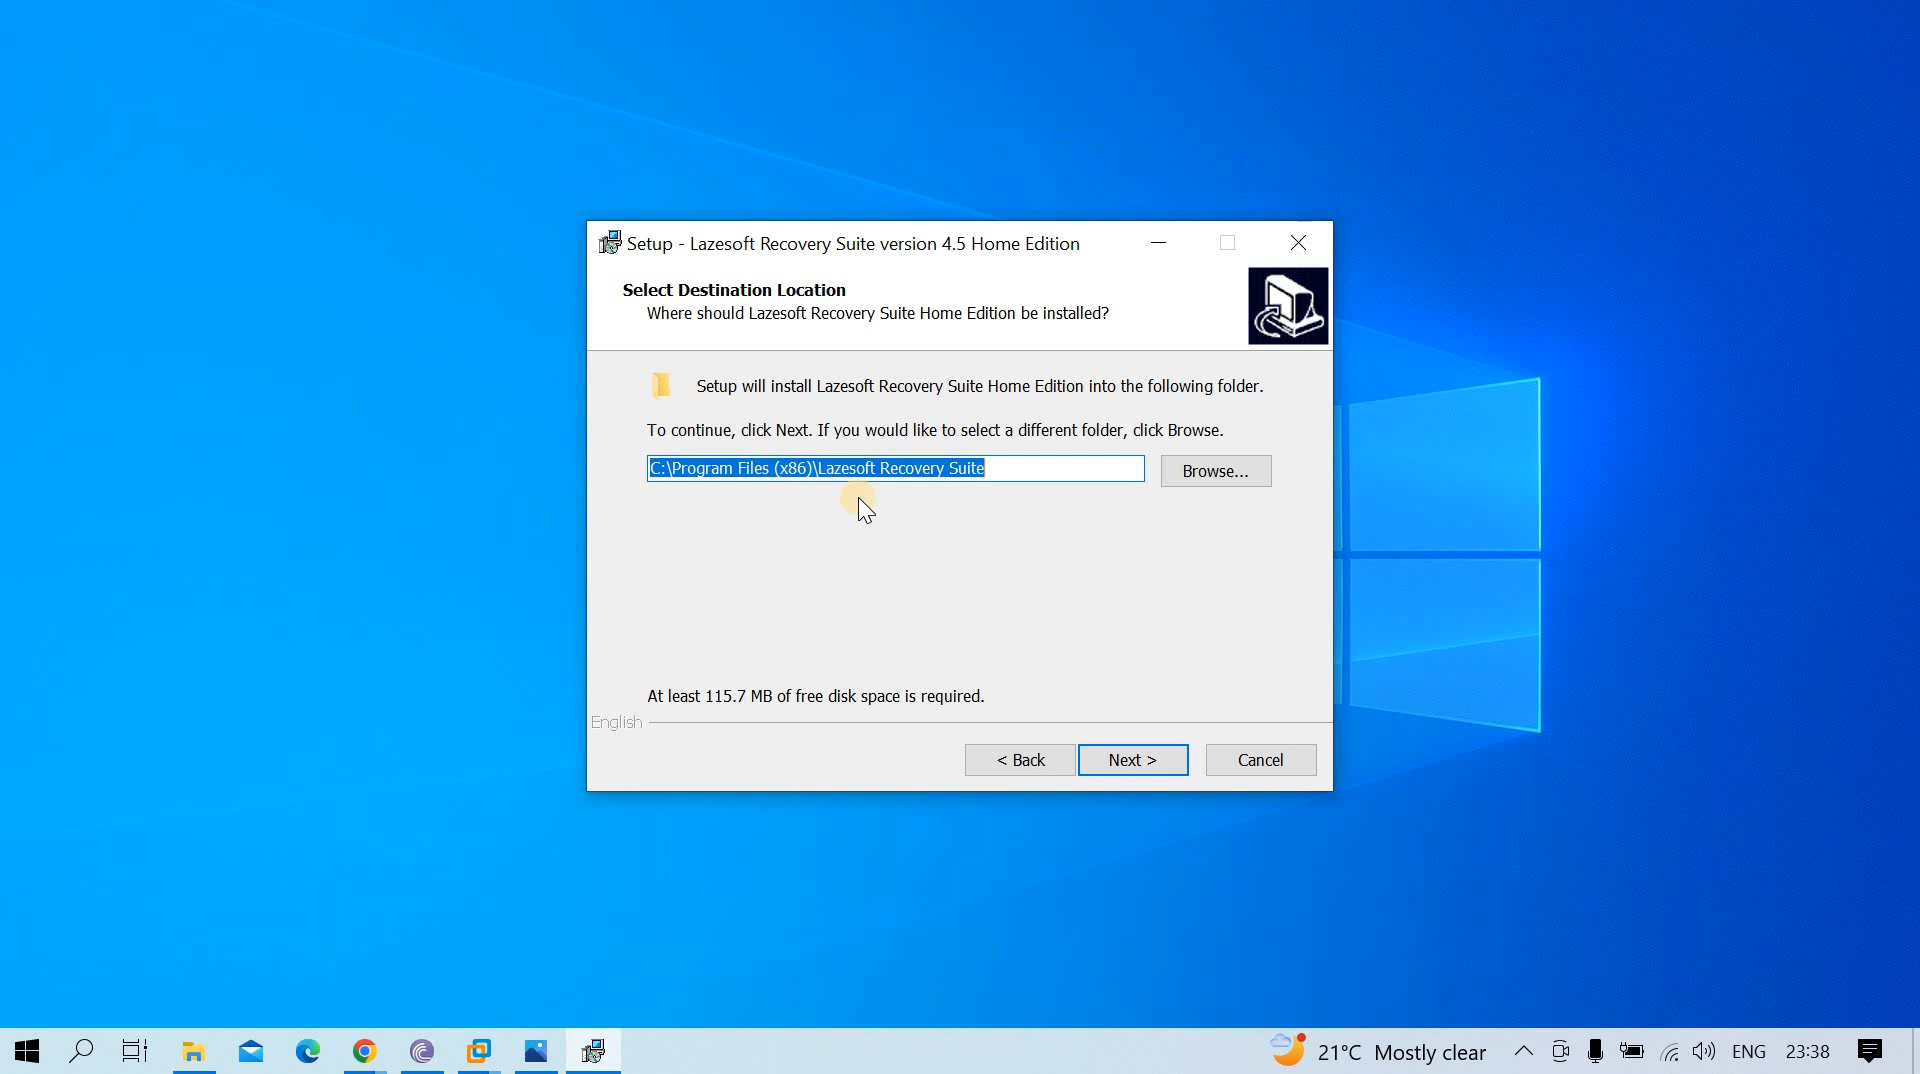 Setup - Lazesoft Recovery Suite version 4.5 Home Edition
Select Destination Location
Where should Lazesoft Recovery Suite Home Edition be installed?
Setup will install Lazesoft Recovery Suite Home Edition into the following folder.
To continue, click Next. If you would like to select a different folder, click Browse.
C:\Program Files (x86)\Lazesoft Recovery Suite
Browse...
At least 115.7 MB of free disk space is required.
English
< Back
Next >
Cancel
21°C Mostly clear
ENG
23:38